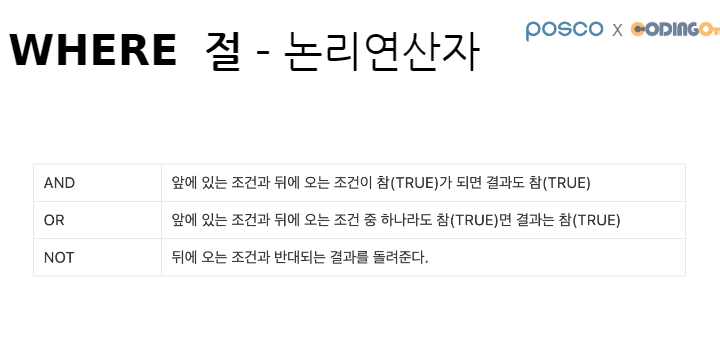 posco x CODINGOn
WHERE 절 - 논리연산자
AND 앞에 있는 조건과 뒤에 오는 조건이 참(TRUE)가 되면 결과도 참(TRUE)
OR 앞에 있는 조건과 뒤에 오는 조건 중 하나라도 참(TRUE)면 결과는 참(TRUE)
NOT 뒤에 오는 조건과 반대되는 결과를 돌려준다.